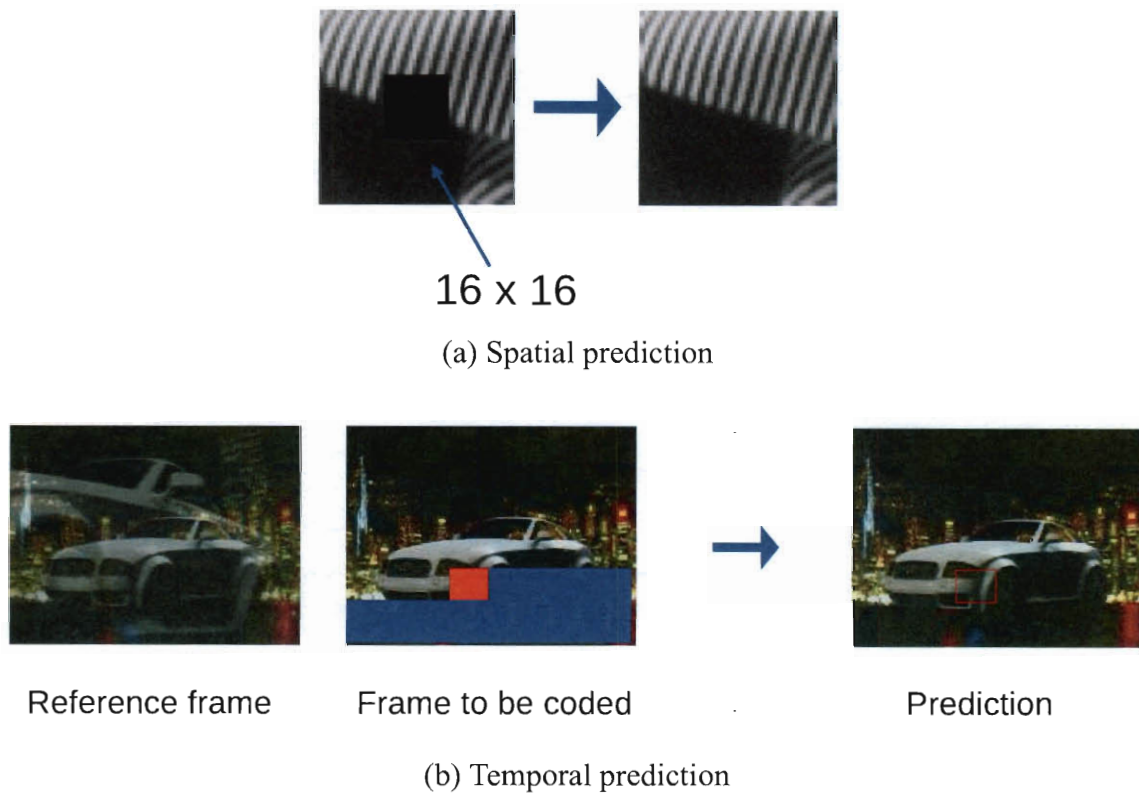 16 x 16
(a) Spatial prediction
Reference frame
Frame to be coded
Prediction
(b) Temporal prediction